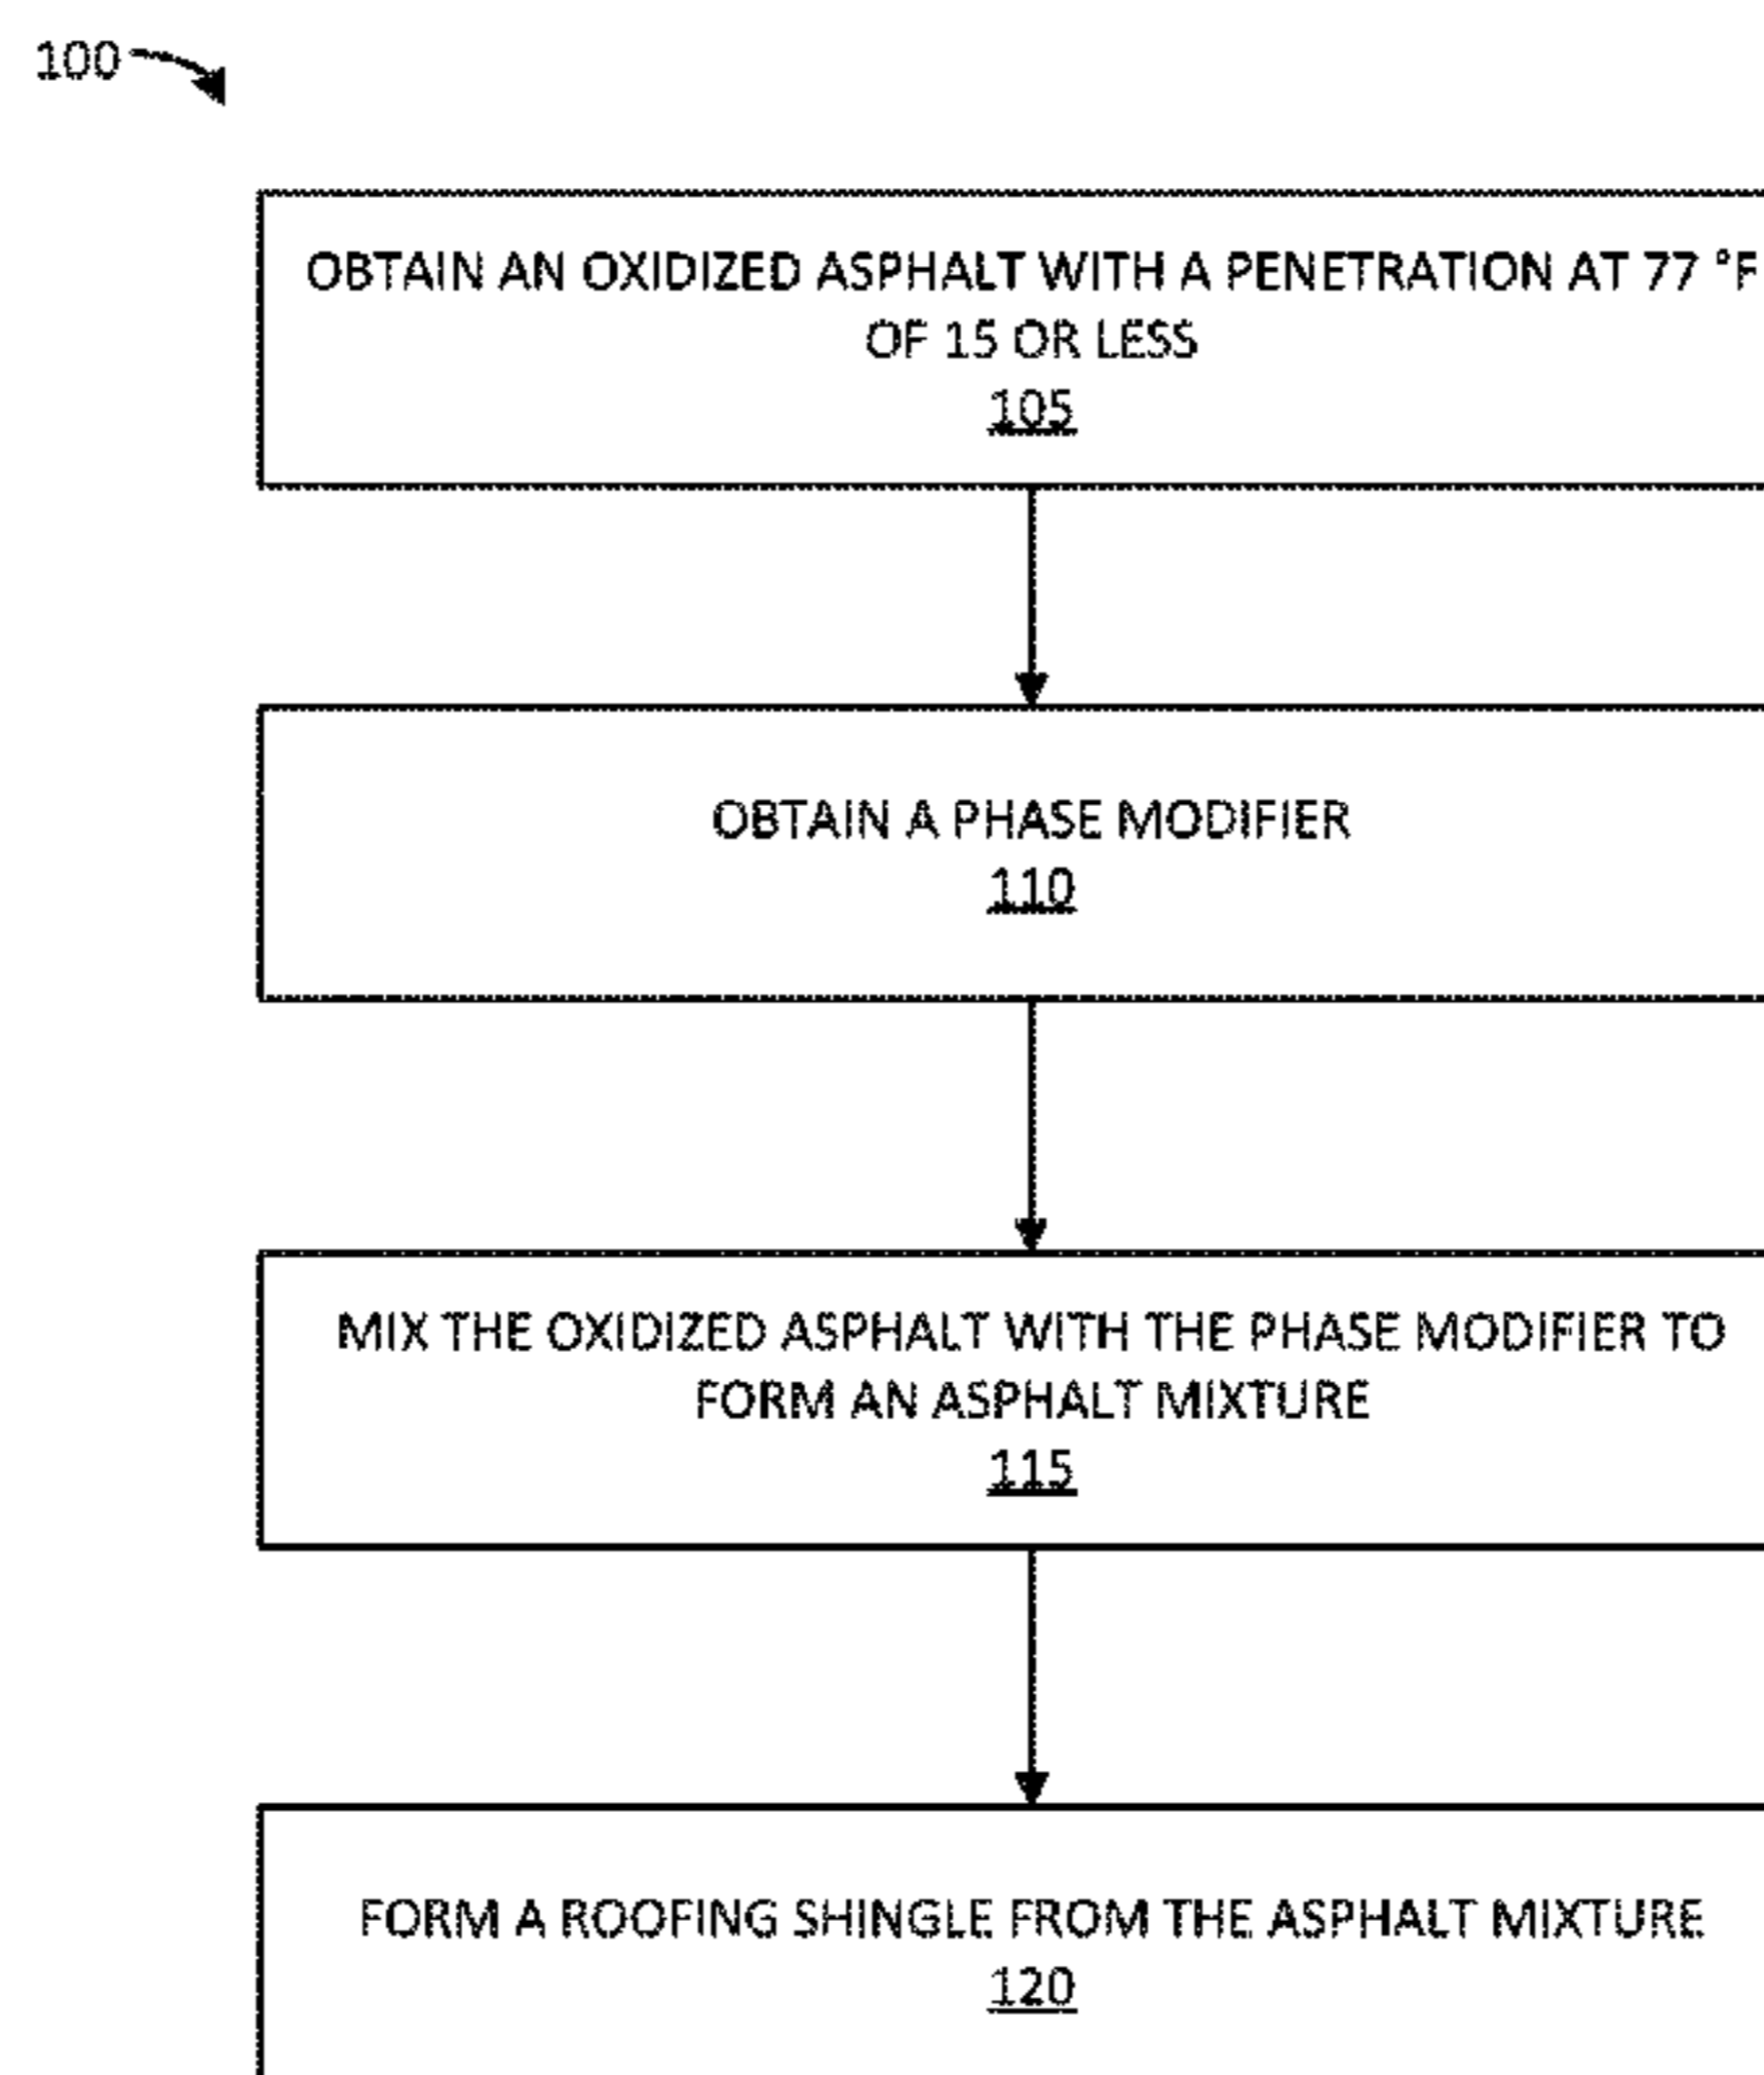 100
OBTAIN AN OXIDIZED ASPHALT WITH A PENETRATION AT 77 °F
OF 15 OR LESS
105
OBTAIN A PHASE MODIFIER
110
MIX THE OXIDIZED ASPHALT WITH THE PHASE MODIFIER TO
FORM AN ASPHALT MIXTURE
115
FORM A ROOFING SHINGLE FROM THE ASPHALT MIXTURE
120